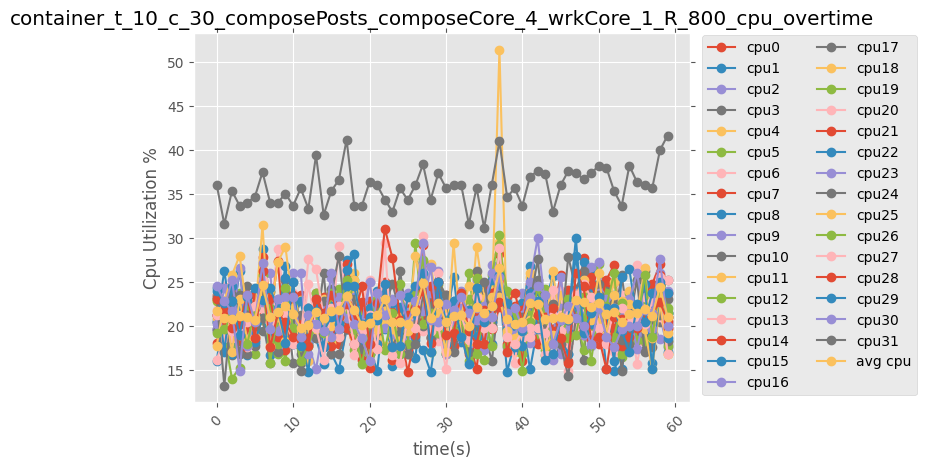 container_t_10_c_30_composePosts_composeCore_4_wrkCore_1_R_800_cpu_overtime
Cpu Utilization %
50
45
40
35
30
25
20
15
0
10
20
30
40
50
60
time(s)
cpu0
cpu1
cpu2
cpu3
cpu4
cpu5
cpu6
cpu7
cpu8
cpu9
cpu10
cpu11
cpu12
cpu13
cpu14
cpu15
cpu16
cpu17
cpu18
cpu19
cpu20
cpu21
cpu22
cpu23
cpu24
cpu25
cpu26
cpu27
cpu28
cpu29
cpu30
cpu31
avg cpu